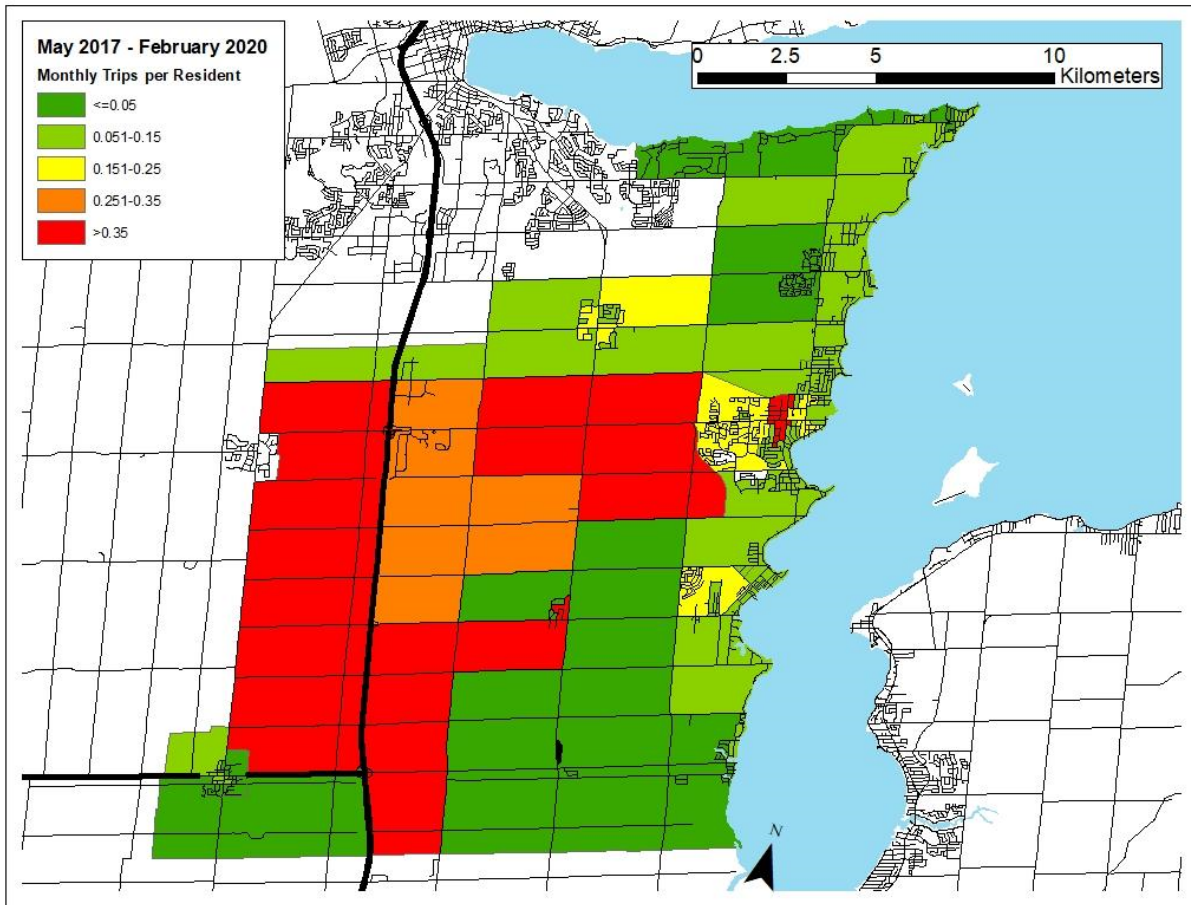 May 2017 - February 2020
Monthly Trips per Resident
<=0.05
0.051-0.15
0.151-0.25
0.251-0.35
>0.35
0 2.5 5 10
Kilometers
N